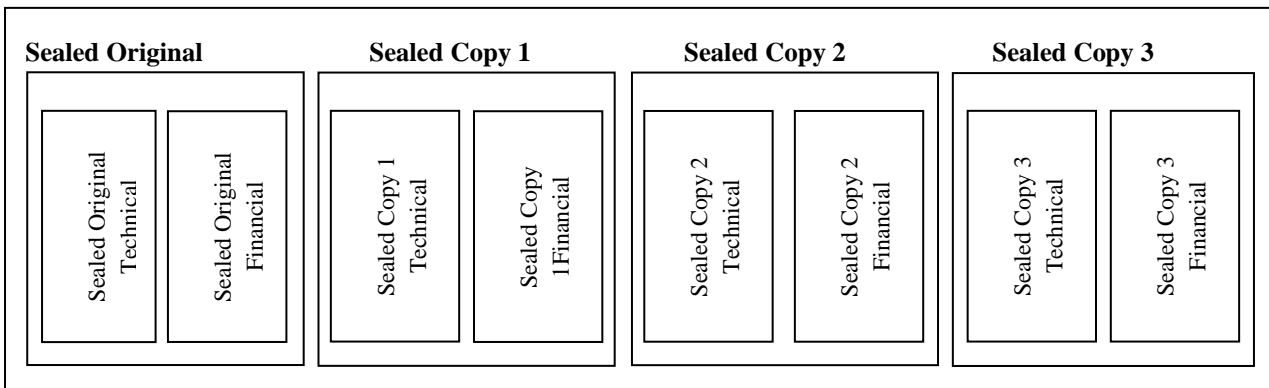 Sealed Original
Sealed Copy 1
Sealed Copy 2
Sealed Copy 3
Sealed Original
Technical
Sealed Original
Financial
Sealed Copy 1
Technical
Sealed Copy
1Financial
Sealed Copy 2
Technical
Sealed Copy 2
Financial
Sealed Copy 3
Technical
Sealed Copy 3
Financial